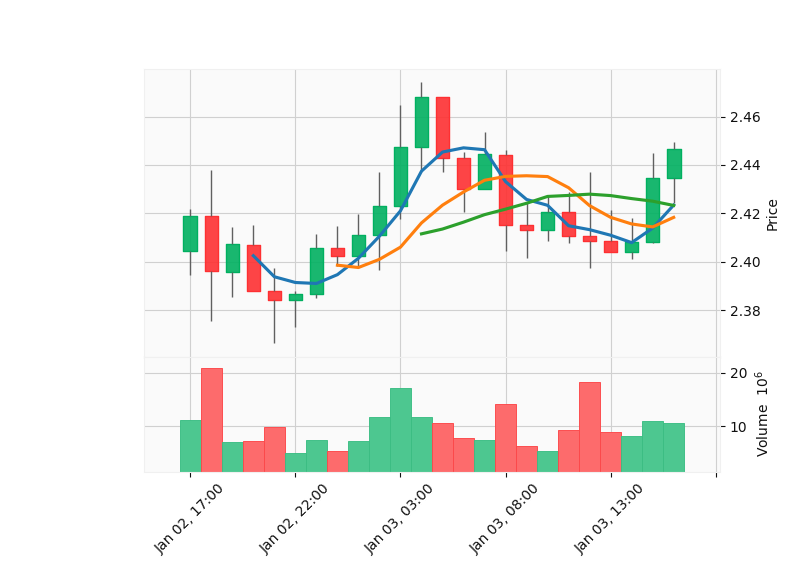 2.46
2.44
2.42
2.40
2.38
Price
20
10
Volume 10^6
Jan 02, 17:00
Jan 02, 22:00
Jan 03, 03:00
Jan 03, 08:00
Jan 03, 13:00